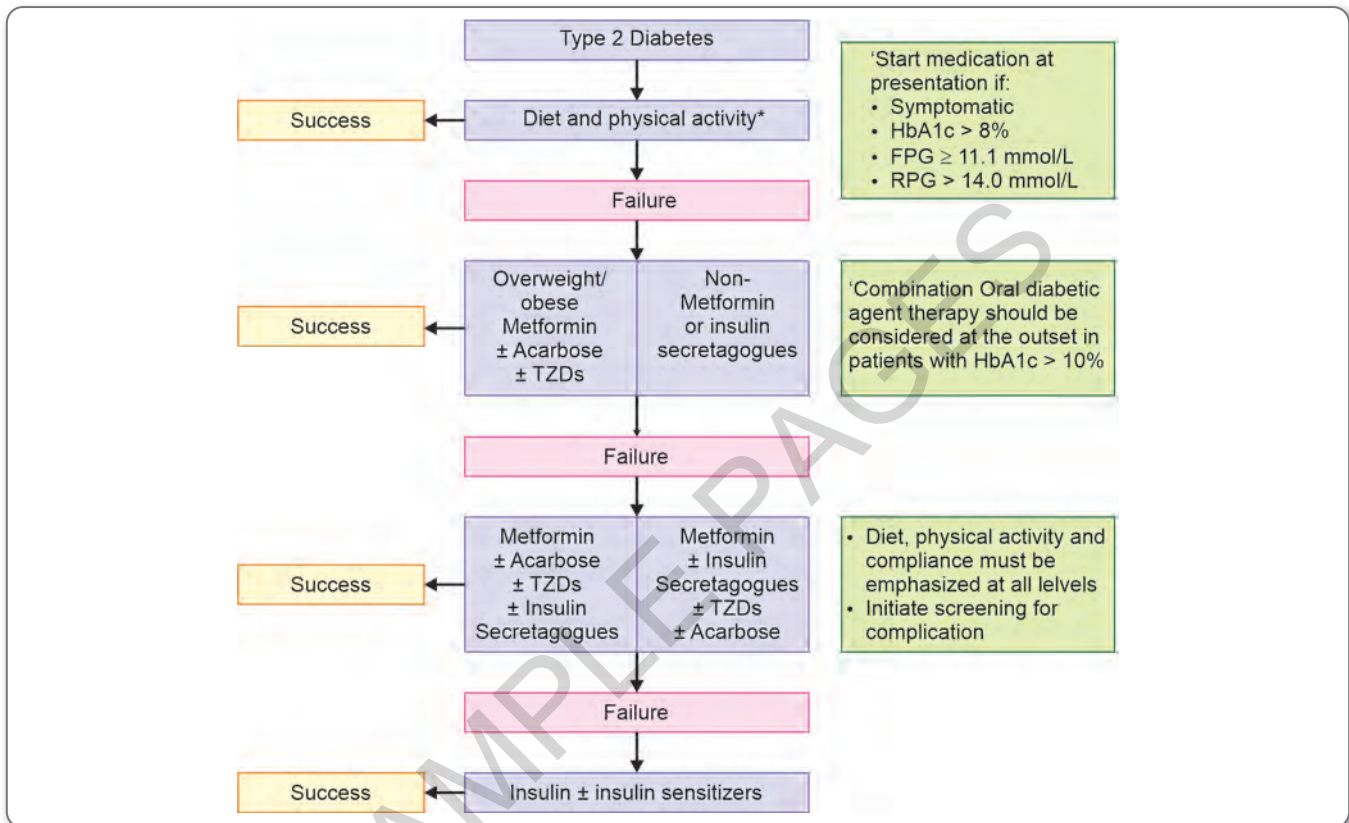 Type 2 Diabetes
‘Start medication at
presentation if:
• Symptomatic
• HbA1c > 8%
• FPG ≥ 11.1 mmol/L
• RPG > 14.0 mmol/L
Success
Diet and physical activity*
Failure
Success
Overweight/
obese
Metformin
± Acarbose
± TZDs
Non-
Metformin
or insulin
secretagogues
‘Combination Oral diabetic
agent therapy should be
considered at the outset in
patients with HbA1c > 10%
Failure
Success
Metformin
± Acarbose
± TZDs
± Insulin
Secretagogues
Metformin
± Insulin
Secretagogues
± TZDs
± Acarbose
• Diet, physical activity and
compliance must be
emphasized at all lelvels
• Initiate screening for
complication
Failure
Success
Insulin ± insulin sensitizers
AMPLE PAGES